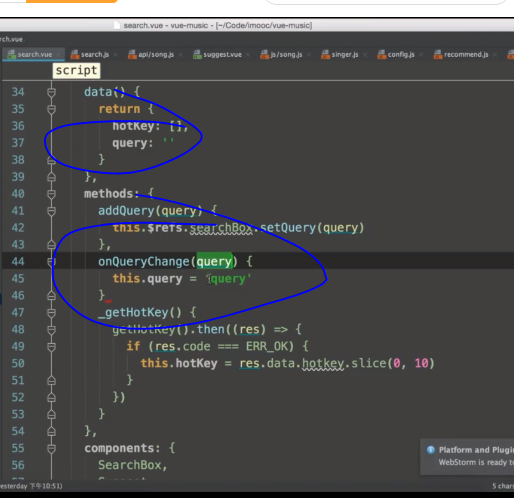 search.vue - vue-music - [~/Code/imooc/vue-music]
rch.vue
search.vue search.js api/song.js suggest.vue js/song.js singer.js config.js recommend.js
script
34 data() {
35 return {
36 hotKey: [],
37 query: ''
38 }
39 },
40 methods: {
41 addQuery(query) {
42 this.$refs.searchBox.setQuery(query)
43 },
44 onQueryChange(query) {
45 this.query = 'query'
46 }
47 _getHotKey() {
48 getHotKey().then((res) => {
49 if (res.code === ERR_OK) {
50 this.hotKey = res.data.hotkey.slice(0, 10)
51 }
52 })
53 }
54 },
55 components: {
Platform and Plugin
56 SearchBox,
WebStorm is ready to
esterday 下午10:51)
5 chars